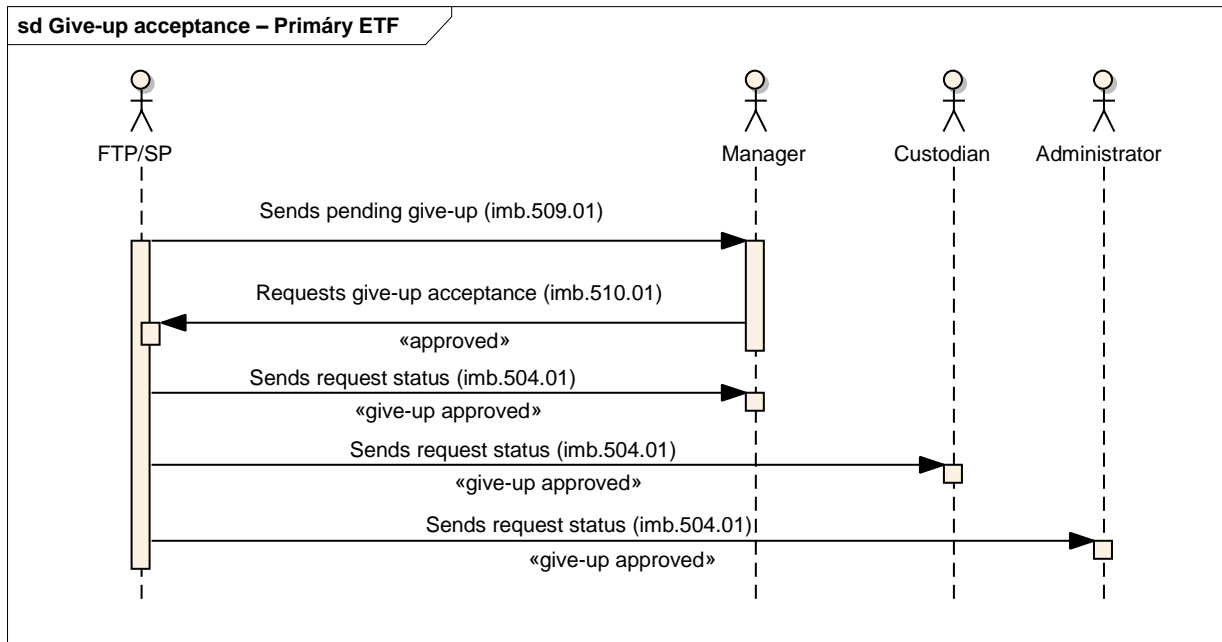 sd Give-up acceptance – Primáry ETF
FTP/SP
Manager
Custodian
Administrator
Sends pending give-up (imb.509.01)
Requests give-up acceptance (imb.510.01)
«approved»
Sends request status (imb.504.01)
«give-up approved»
Sends request status (imb.504.01)
«give-up approved»
Sends request status (imb.504.01)
«give-up approved»